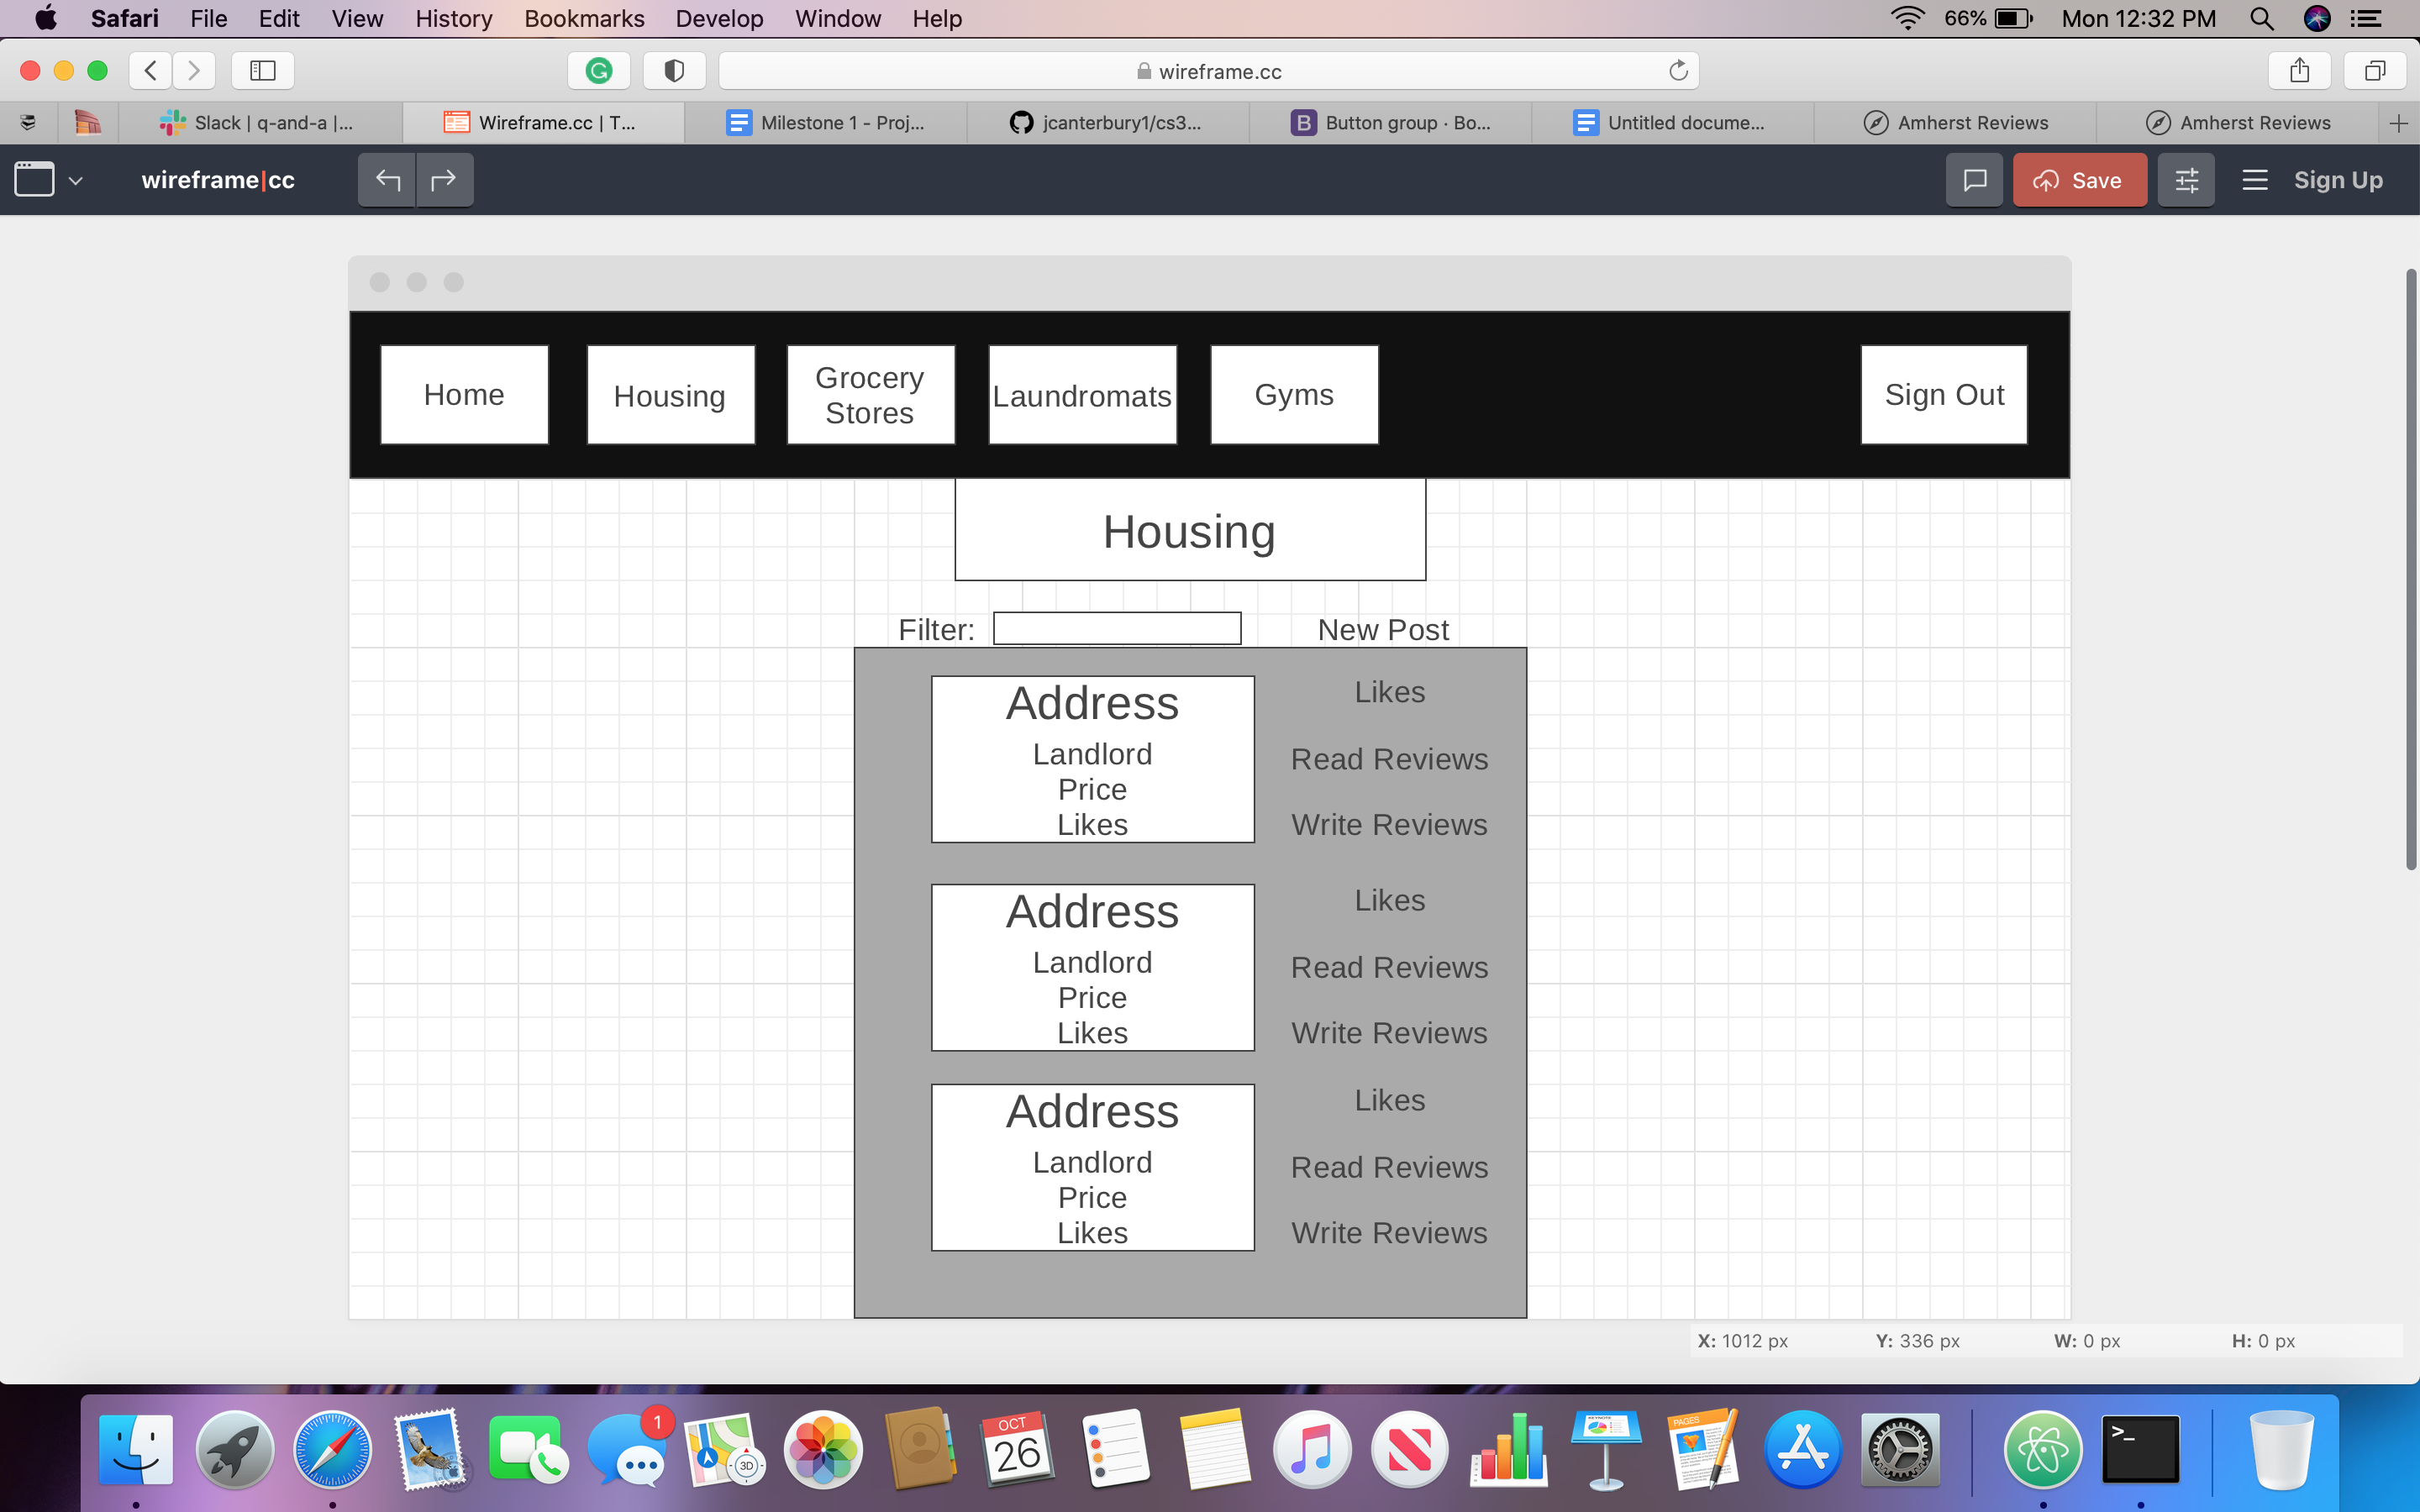 Safari File Edit View History Bookmarks Develop Window Help 66% Mon 12:32 PM
wireframe.cc
Slack | q-and-a |... Wireframe.cc | T... Milestone 1 - Proj... jcanterbury1/cs3... B Button group · Bo... Untitled docume... Amherst Reviews Amherst Reviews
wireframe|cc Save Sign Up
Home Housing Grocery Stores Laundromats Gyms Sign Out
Housing
Filter: New Post
Address
Likes
Landlord
Read Reviews
Price
Likes
Write Reviews
Address
Likes
Landlord
Read Reviews
Price
Likes
Write Reviews
Address
Likes
Landlord
Read Reviews
Price
Likes
Write Reviews
X: 1012 px Y: 336 px W: 0 px H: 0 px
1
3D
OCT
26
KEYNOTE
PAGES
>_